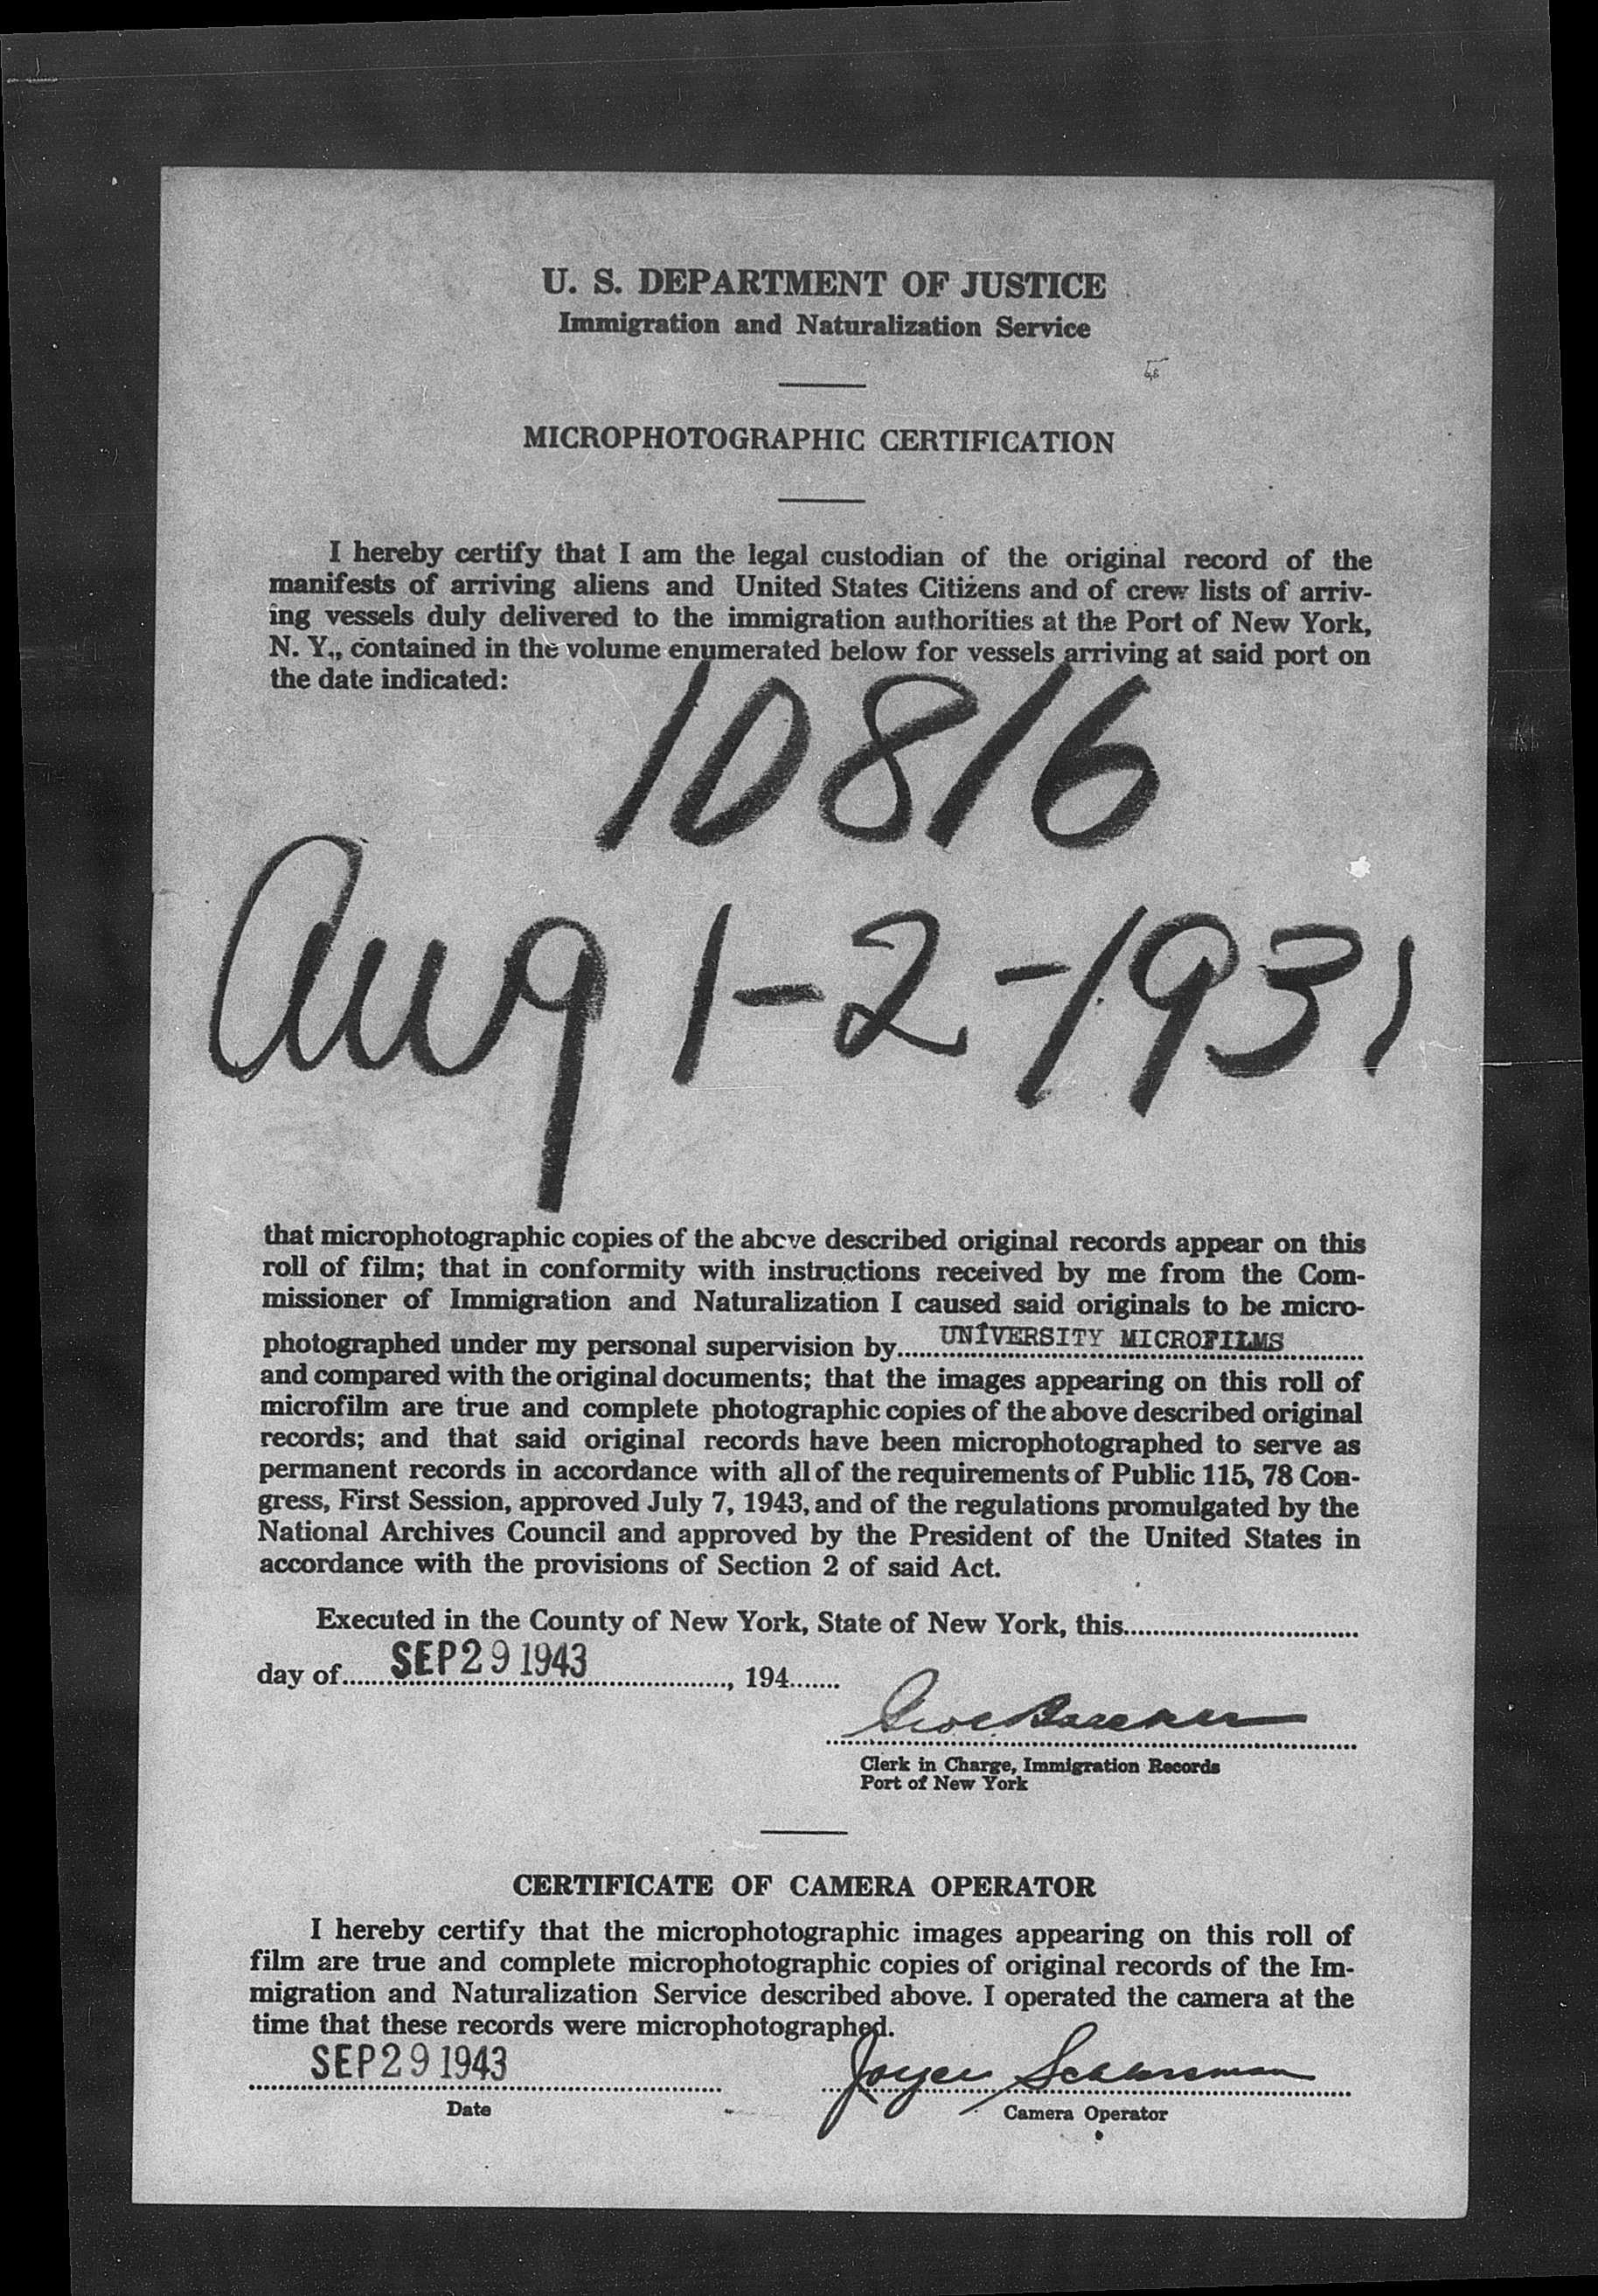 U. S. DEPARTMENT OF JUSTICE
Immigration and Naturalization Service
MICROPHOTOGRAPHIC CERTIFICATION
I hereby certify that I am the legal custodian of the original record of the
manifests of arriving aliens and United States Citizens and of crew lists of arriv-
ing vessels duly delivered to the immigration authorities at the Port of New York,
N. Y., contained in the volume enumerated below for vessels arriving at said port on
the date indicated:
10816
Aug 1-2-1931
that microphotographic copies of the above described original records appear on this
roll of film; that in conformity with instructions received by me from the Com-
missioner of Immigration and Naturalization I caused said originals to be micro-
photographed under my personal supervision by UNIVERSITY MICROFILMS
and compared with the original documents; that the images appearing on this roll of
microfilm are true and complete photographic copies of the above described original
records; and that said original records have been microphotographed to serve as
permanent records in accordance with all of the requirements of Public 115, 78 Con-
gress, First Session, approved July 7, 1943, and of the regulations promulgated by the
National Archives Council and approved by the President of the United States in
accordance with the provisions of Section 2 of said Act.
Executed in the County of New York, State of New York, this
day of SEP 29 1943, 194
Clerk in Charge, Immigration Records
Port of New York
CERTIFICATE OF CAMERA OPERATOR
I hereby certify that the microphotographic images appearing on this roll of
film are true and complete microphotographic copies of original records of the Im-
migration and Naturalization Service described above. I operated the camera at the
time that these records were microphotographed.
SEP 29 1943 Joyce
Date Camera Operator